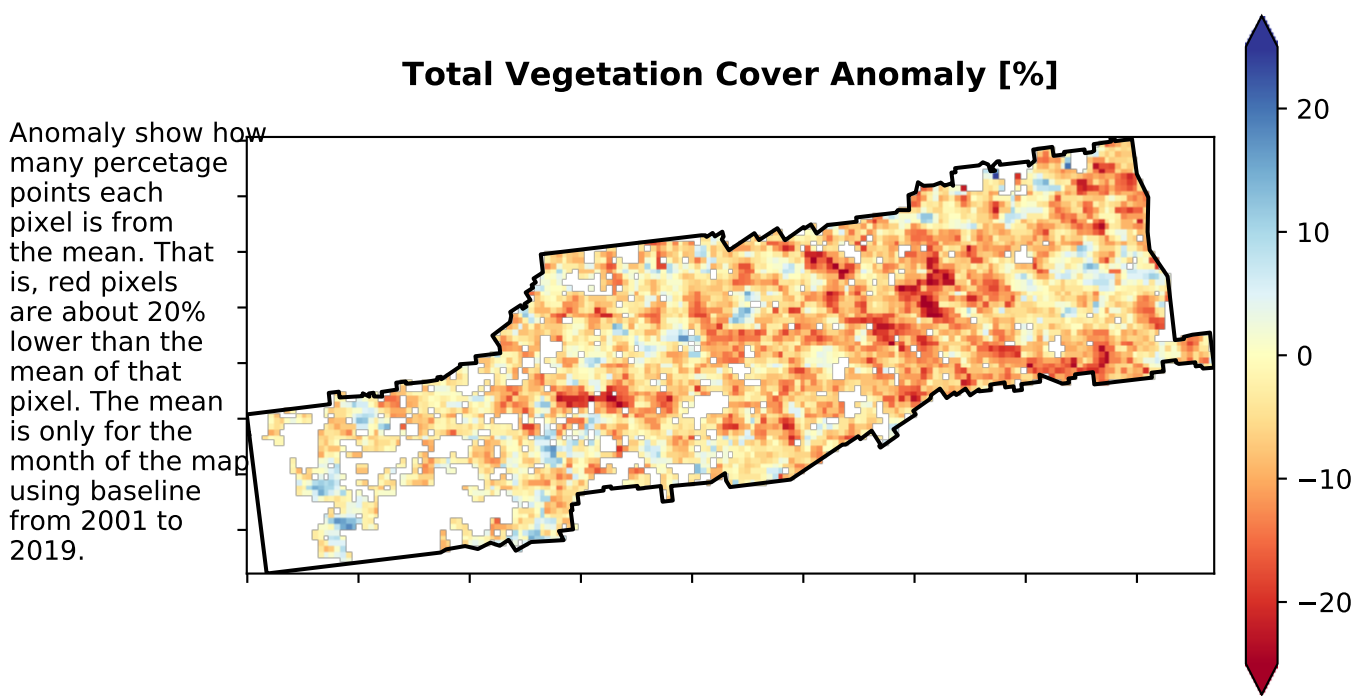 Total Vegetation Cover Anomaly [%]
Anomaly show how
many percetage
points each
pixel is from
the mean. That
is, red pixels
are about 20%
lower than the
mean of that
pixel. The mean
is only for the
month of the map
using baseline
from 2001 to
2019.
20
10
0
−10
−20